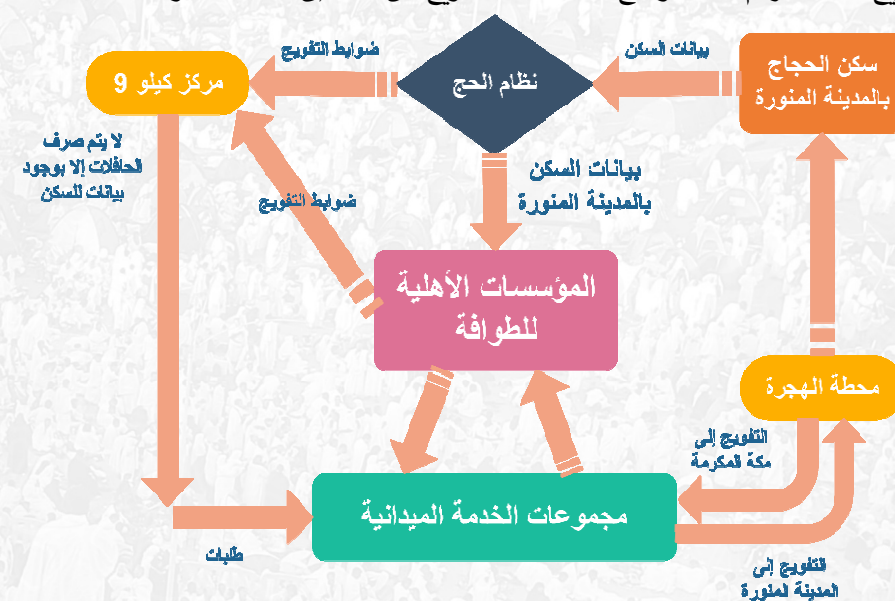 سكن الحجاج
بالمدينة المنورة
بيانات السكن
نظام الحج
ضوابط التفويج
مركز كيلو 9
لا يتم صرف
الحافلات إلا بوجود
بيانات للسكن
ضوابط التفويج
بيانات السكن
بالمدينة المنورة
المؤسسات الأهلية
للطوافة
محطة الهجرة
التفويج إلى
مكة المكرمة
مجموعات الخدمة الميدانية
طلبات
التفويج إلى
المدينة المنورة